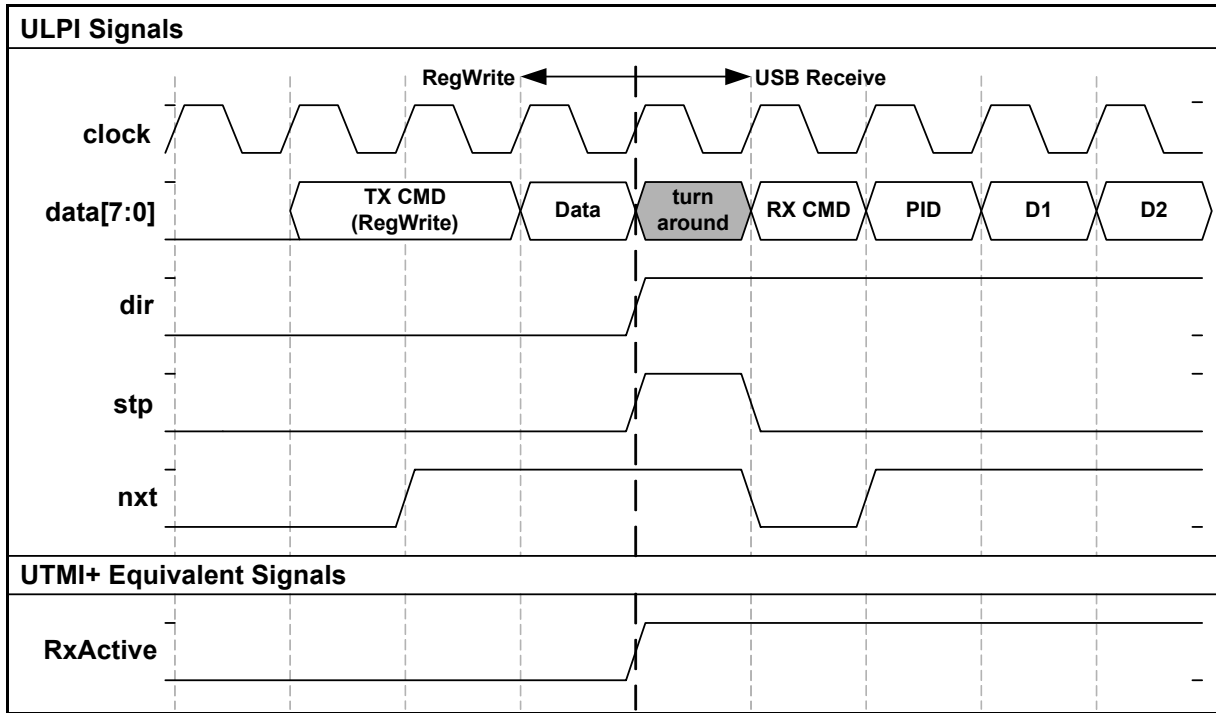 ULPI Signals
RegWrite USB Receive
clock
data[7:0]
TX CMD
(RegWrite)
Data
turn
around
RX CMD
PID
D1
D2
dir
stp
nxt
UTMI+ Equivalent Signals
RxActive